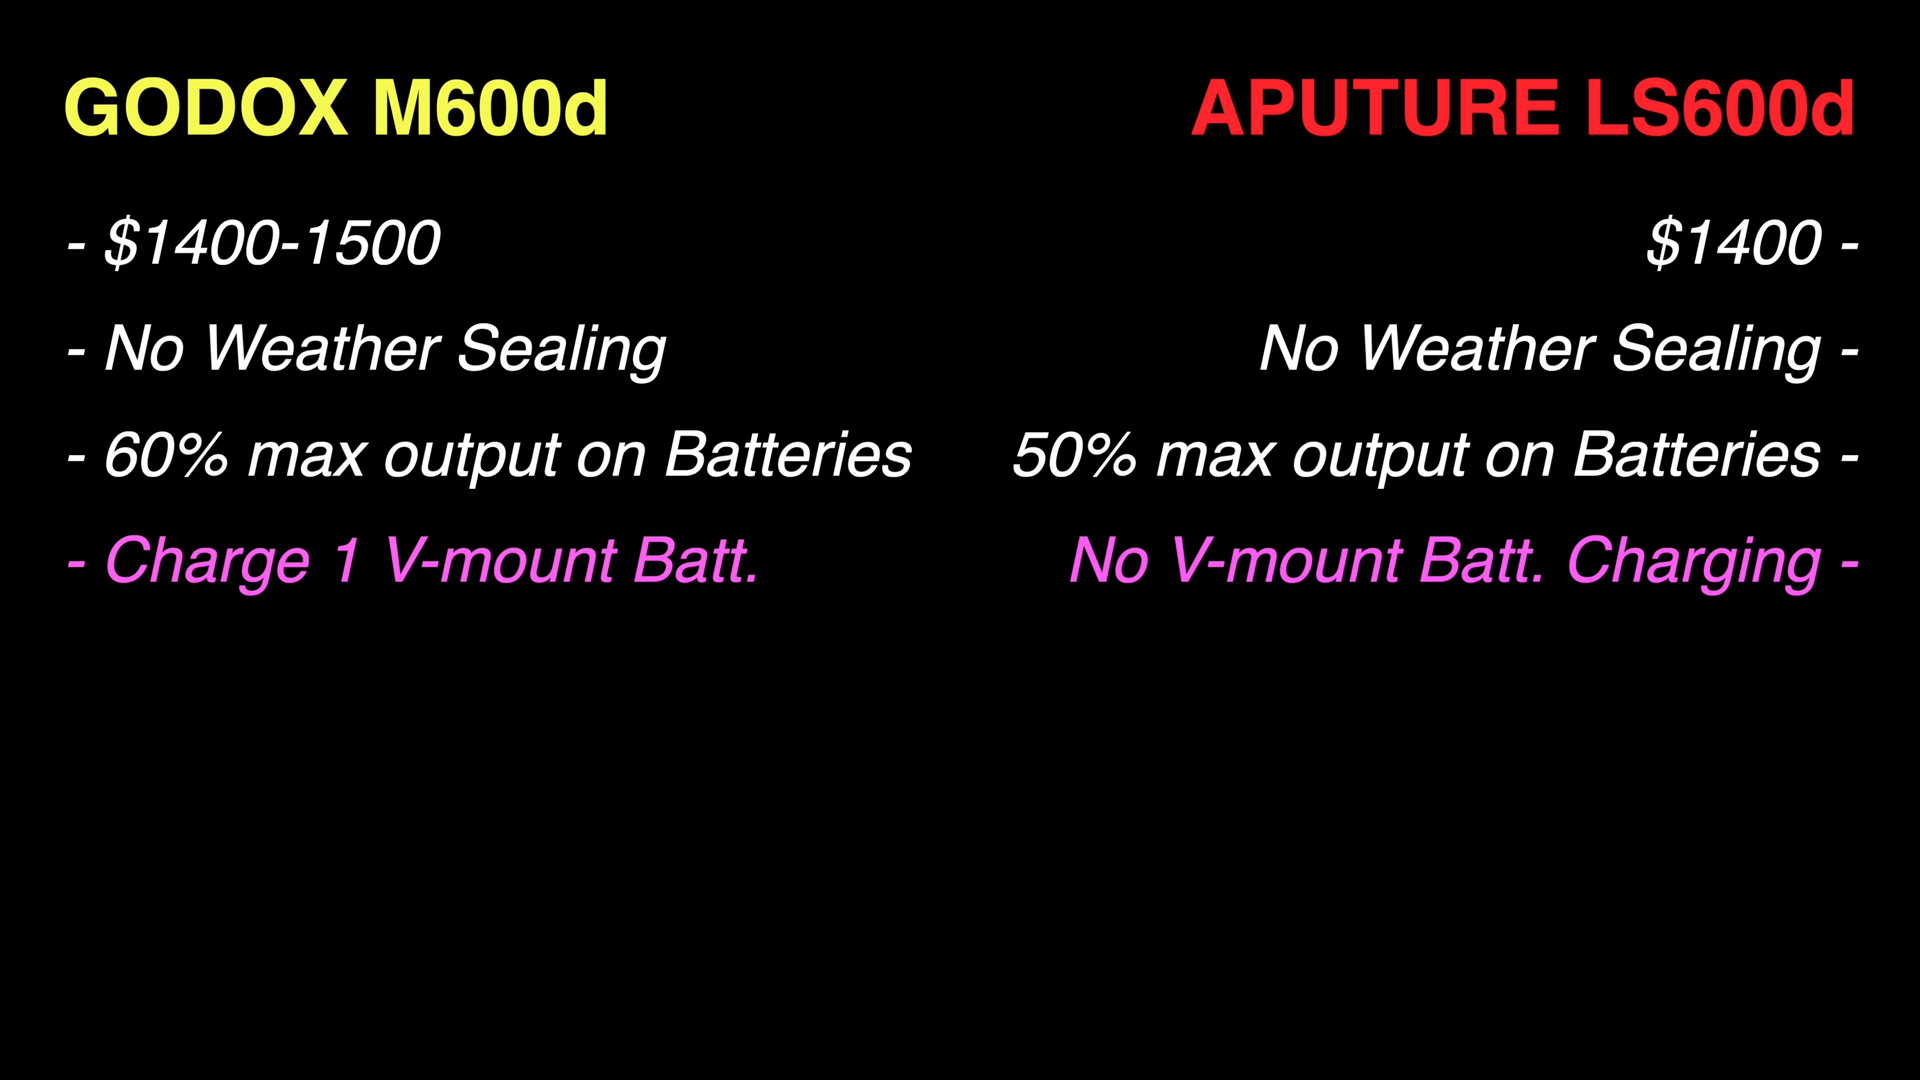 GODOX M600d
- $1400-1500
- No Weather Sealing
- 60% max output on Batteries
- Charge 1 V-mount Batt.
APUTURE LS600d
$1400 -
No Weather Sealing -
50% max output on Batteries -
No V-mount Batt. Charging -